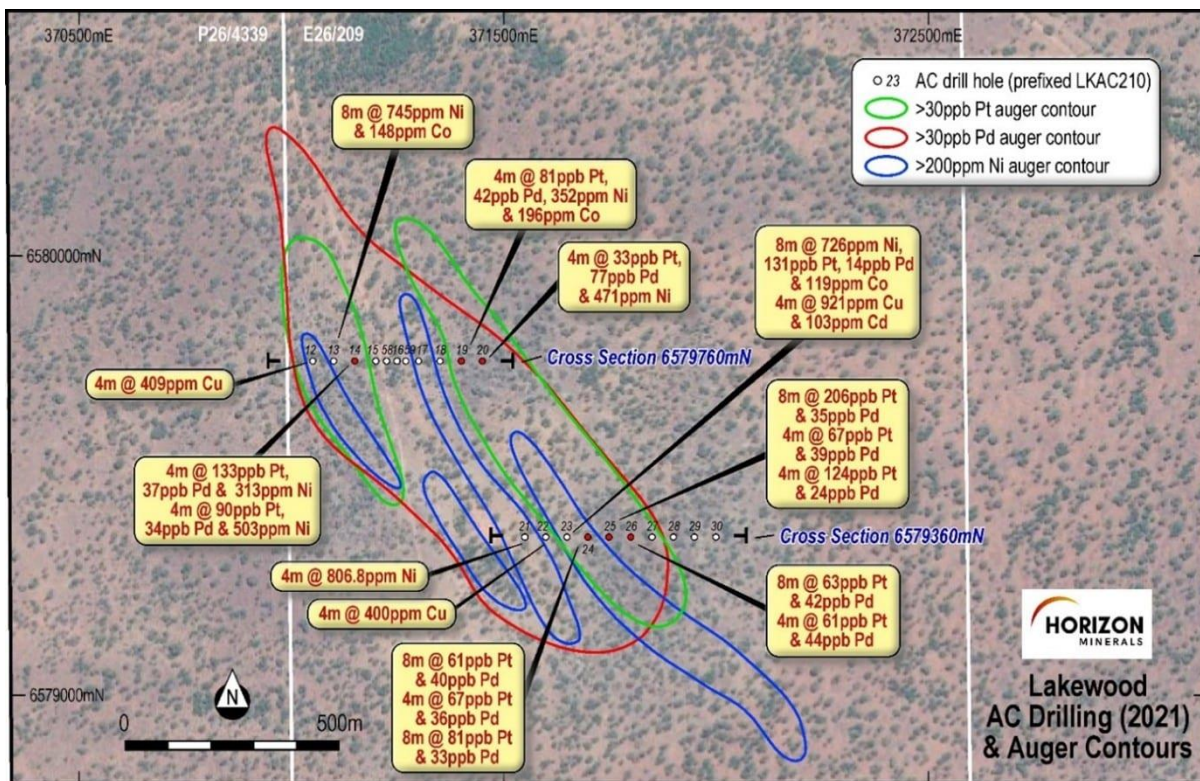 370500mE
P26/4339
E26/209
371500mE
372500mE
23 AC drill hole (prefixed LKAC210)
>30ppb Pt auger contour
>30ppb Pd auger contour
>200ppm Ni auger contour
8m @ 745ppm Ni
& 148ppm Co
4m @ 81ppb Pt,
42ppb Pd, 352ppm Ni
& 196ppm Co
4m @ 33ppb Pt,
77ppb Pd
& 471ppm Ni
8m @ 726ppm Ni,
131ppb Pt, 14ppb Pd
& 119ppm Co
4m @ 921ppm Cu
& 103ppm Cd
6580000mN
12 13 14 15 58 16 59 17 18 19 20
Cross Section 6579760mN
4m @ 409ppm Cu
8m @ 206ppb Pt
& 35ppb Pd
4m @ 67ppb Pt
& 39ppb Pd
4m @ 124ppb Pt
& 24ppb Pd
4m @ 133ppb Pt,
37ppb Pd & 313ppm Ni
4m @ 90ppb Pt,
34ppb Pd & 503ppm Ni
21 22 23 24 25 26 27 28 29 30
Cross Section 6579360mN
4m @ 806.8ppm Ni
4m @ 400ppm Cu
8m @ 63ppb Pt
& 42ppb Pd
4m @ 61ppb Pt
& 44ppb Pd
8m @ 61ppb Pt
& 40ppb Pd
4m @ 67ppb Pt
& 36ppb Pd
8m @ 81ppb Pt
& 33ppb Pd
HORIZON
MINERALS
6579000mN
N
0 500m
Lakewood
AC Drilling (2021)
& Auger Contours